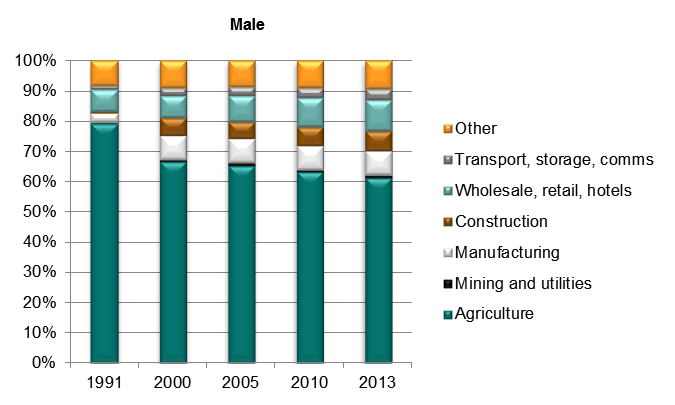 Male
100%
90%
80%
70%
60%
50%
40%
30%
20%
10%
0%
1991 2000 2005 2010 2013
Other
Transport, storage, comms
Wholesale, retail, hotels
Construction
Manufacturing
Mining and utilities
Agriculture